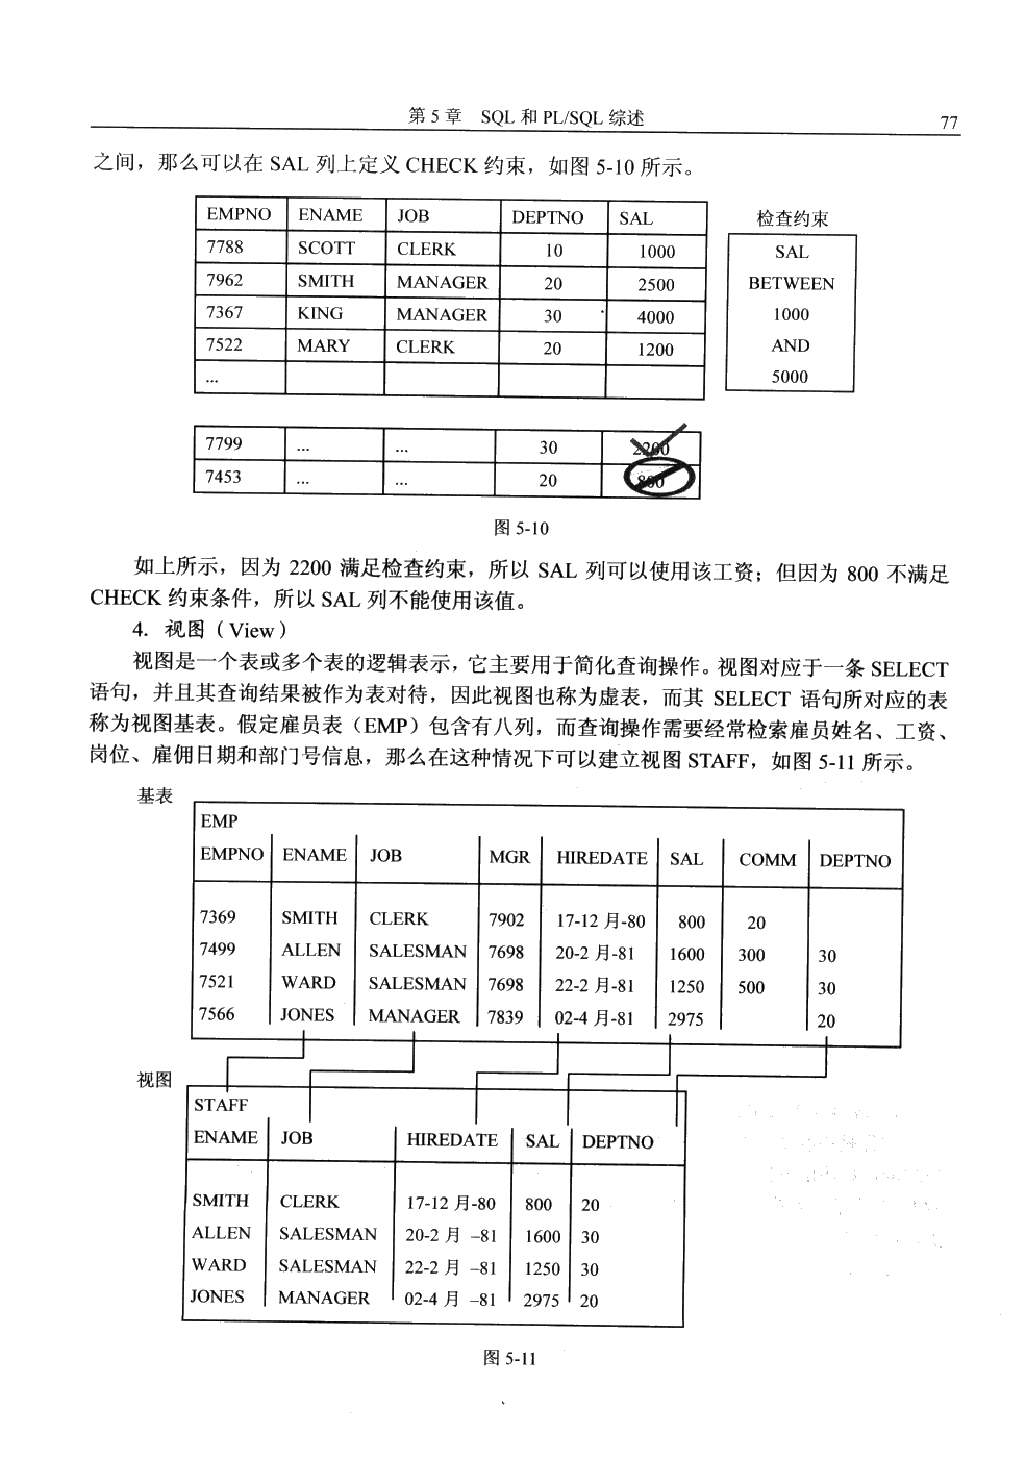 第 5 章 SQL 和 PL/SQL 综述 77
之间，那么可以在 SAL 列上定义 CHECK 约束，如图 5-10 所示。
EMPNO ENAME JOB DEPTNO SAL
7788 SCOTT CLERK 10 1000
7962 SMITH MANAGER 20 2500
7367 KING MANAGER 30 4000
7522 MARY CLERK 20 1200
...
检查约束
SAL
BETWEEN
1000
AND
5000
7799 ... ... 30 2200
7453 ... ... 20 800
图 5-10
如上所示，因为 2200 满足检查约束，所以 SAL 列可以使用该工资；但因为 800 不满足
CHECK 约束条件，所以 SAL 列不能使用该值。
4. 视图（View）
视图是一个表或多个表的逻辑表示，它主要用于简化查询操作。视图对应于一条 SELECT
语句，并且其查询结果被作为表对待，因此视图也称为虚表，而其 SELECT 语句所对应的表
称为视图基表。假定雇员表（EMP）包含有八列，而查询操作需要经常检索雇员姓名、工资、
岗位、雇佣日期和部门号信息，那么在这种情况下可以建立视图 STAFF，如图 5-11 所示。
基表
EMP
EMPNO ENAME JOB MGR HIREDATE SAL COMM DEPTNO
7369 SMITH CLERK 7902 17-12 月-80 800 20
7499 ALLEN SALESMAN 7698 20-2 月-81 1600 300 30
7521 WARD SALESMAN 7698 22-2 月-81 1250 500 30
7566 JONES MANAGER 7839 02-4 月-81 2975 20
视图
STAFF
ENAME JOB HIREDATE SAL DEPTNO
SMITH CLERK 17-12 月-80 800 20
ALLEN SALESMAN 20-2 月 -81 1600 30
WARD SALESMAN 22-2 月 -81 1250 30
JONES MANAGER 02-4 月 -81 2975 20
图 5-11